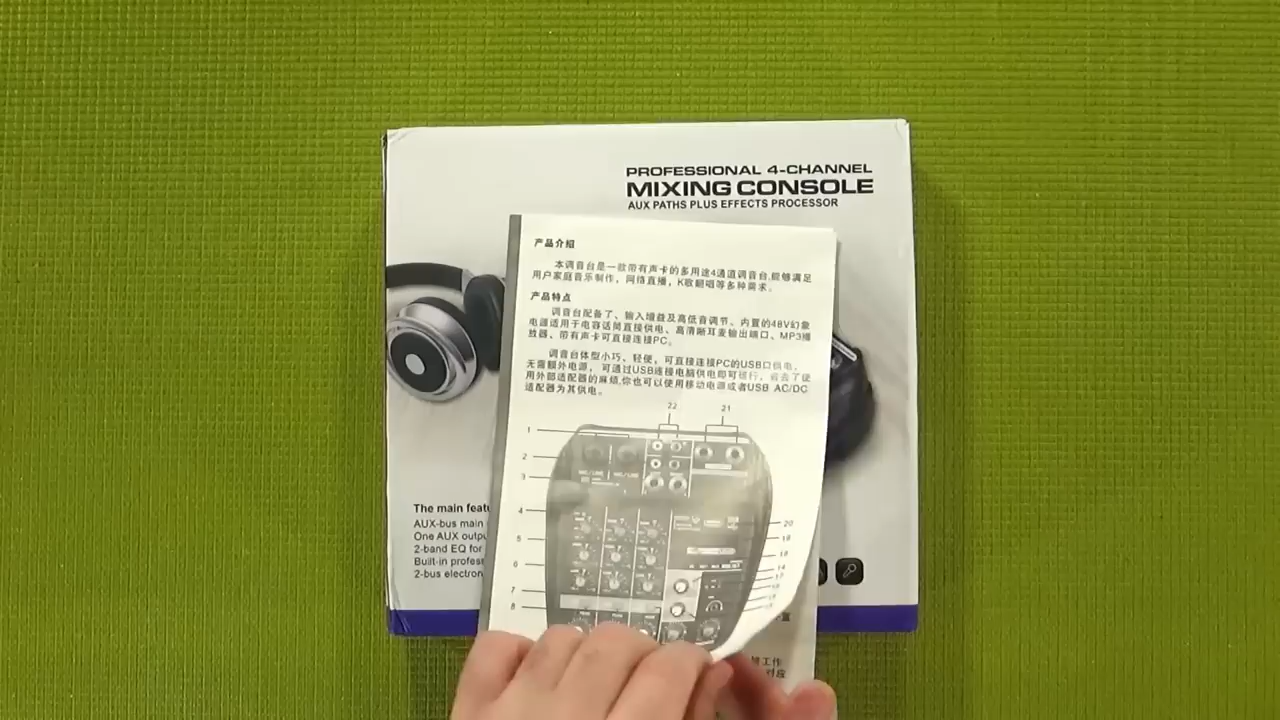 PROFESSIONAL 4-CHANNEL
MIXING CONSOLE
AUX PATHS PLUS EFFECTS PROCESSOR
产品介绍
本调音台是一款带有声卡的多用途4通道调音台,能够满足
用户家庭音乐制作，网络直播，K歌翻唱等多种需求。
产品特点
调音台配备了、输入增益及高低音调节、内置的48V幻象
电源适用于电容话筒直接供电、高清晰耳麦输出端口、MP3播
放器、带有声卡可直接连接PC。
调音台体型小巧、轻便，可直接连接PC的USB口供电，
无需额外电源，可通过USB连接电脑供电即可运行，省去了使
用外部适配器的麻烦,你也可以使用移动电源或者USB AC/DC
适配器为其供电。
22 21
1
2
3
4
5
6
7
8
20
19
18
17
The main
AUX-bus main
One AUX
2-band EQ for
Built-in
2-bus
工作
对应